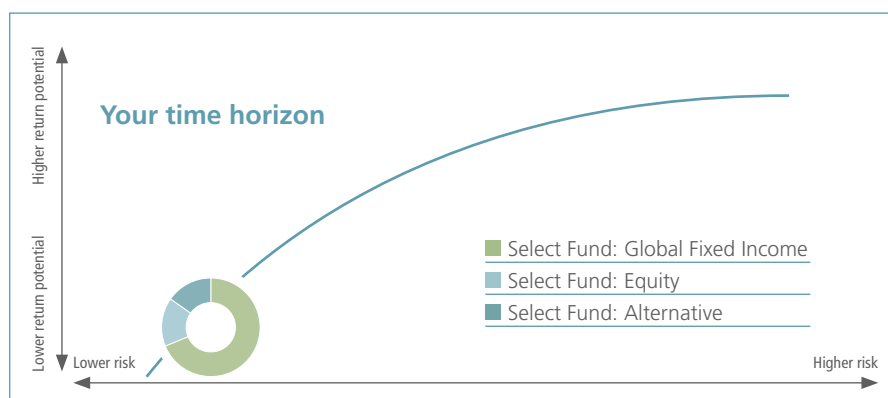 Higher return potential
Your time horizon
Lower return potential
Select Fund: Global Fixed Income
Select Fund: Equity
Select Fund: Alternative
Lower risk
Higher risk